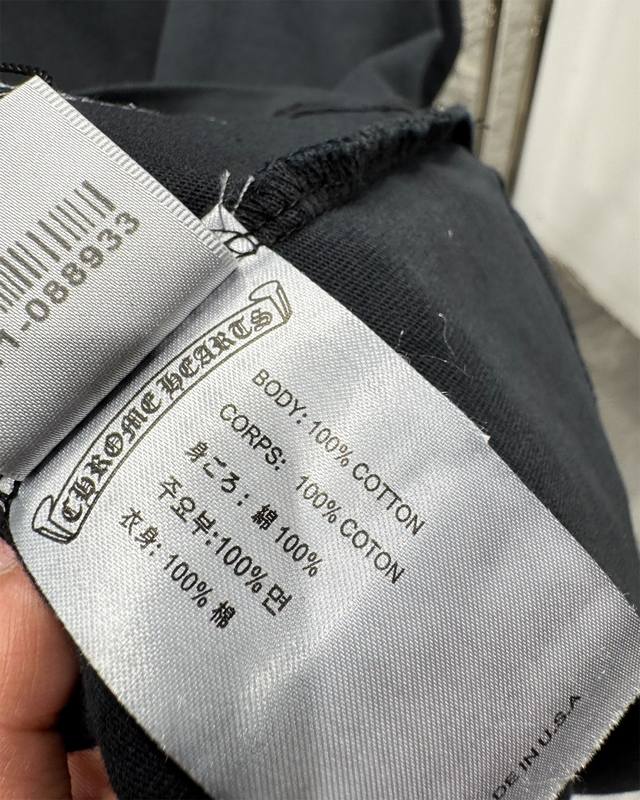 088933
CHROME HEARTS
BODY: 100% COTTON
CORPS: 100% COTON
身ごろ: 綿 100%
주요부:100% 면
衣身: 100% 棉
DE IN U.S.A